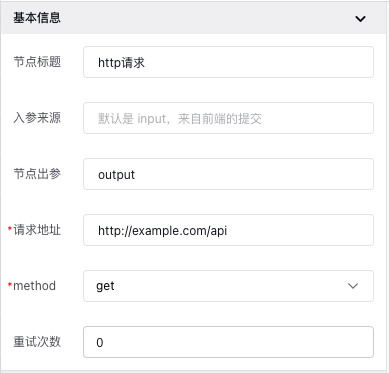 基本信息
节点标题 http请求
入参来源 默认是 input，来自前端的提交
节点出参 output
*请求地址 http://example.com/api
*method get
重试次数 0